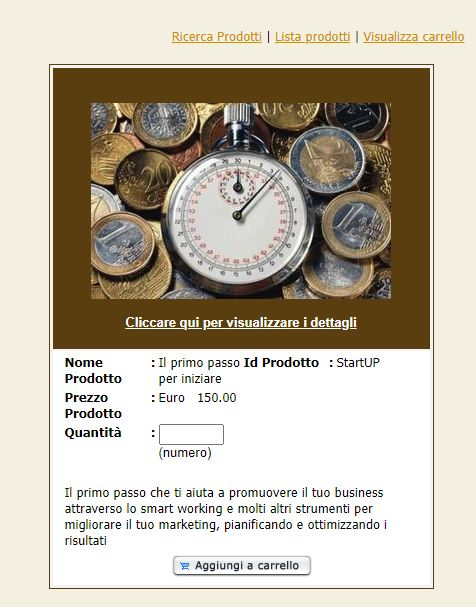 Ricerca Prodotti | Lista prodotti | Visualizza carrello
Cliccare qui per visualizzare i dettagli
Nome Prodotto : Il primo passo per iniziare Id Prodotto : StartUP
Prezzo Prodotto : Euro 150.00
Quantità :
(numero)
Il primo passo che ti aiuta a promuovere il tuo business
attraverso lo smart working e molti altri strumenti per
migliorare il tuo marketing, pianificando e ottimizzando i
risultati
Aggiungi a carrello